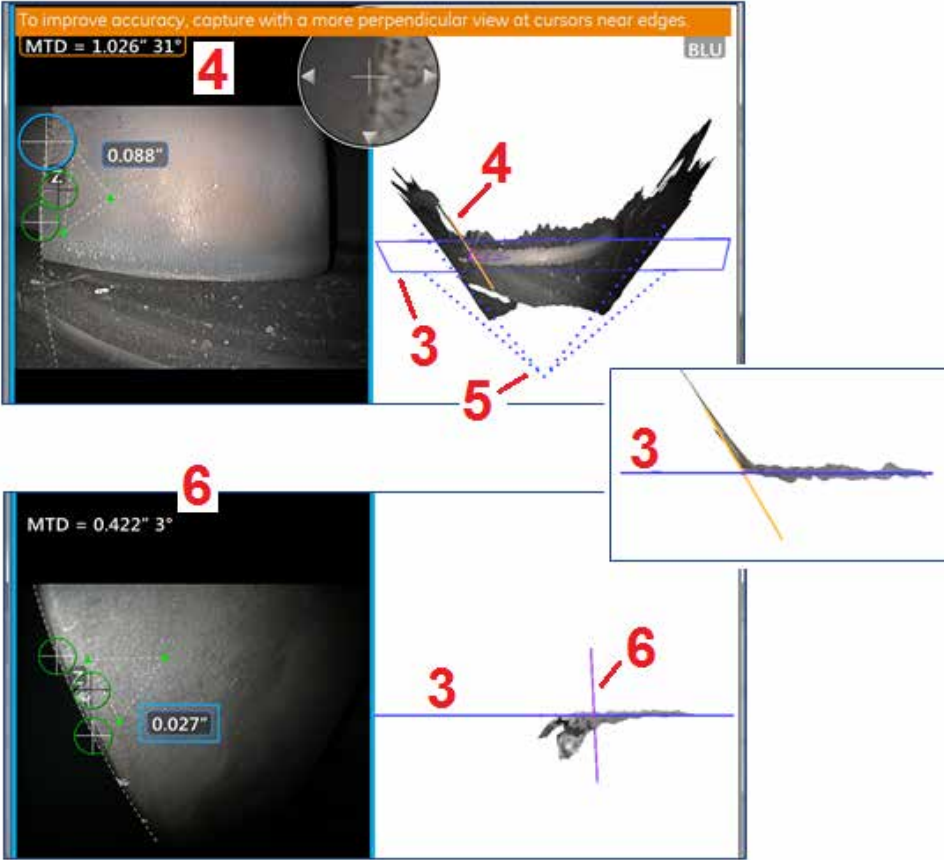 To improve accuracy, capture with a more perpendicular view at cursors near edges.
MTD = 1.026" 31°
4
BLU
0.088"
4
Z
3
5
3
6
MTD = 0.422" 3°
6
3
Z
0.027"